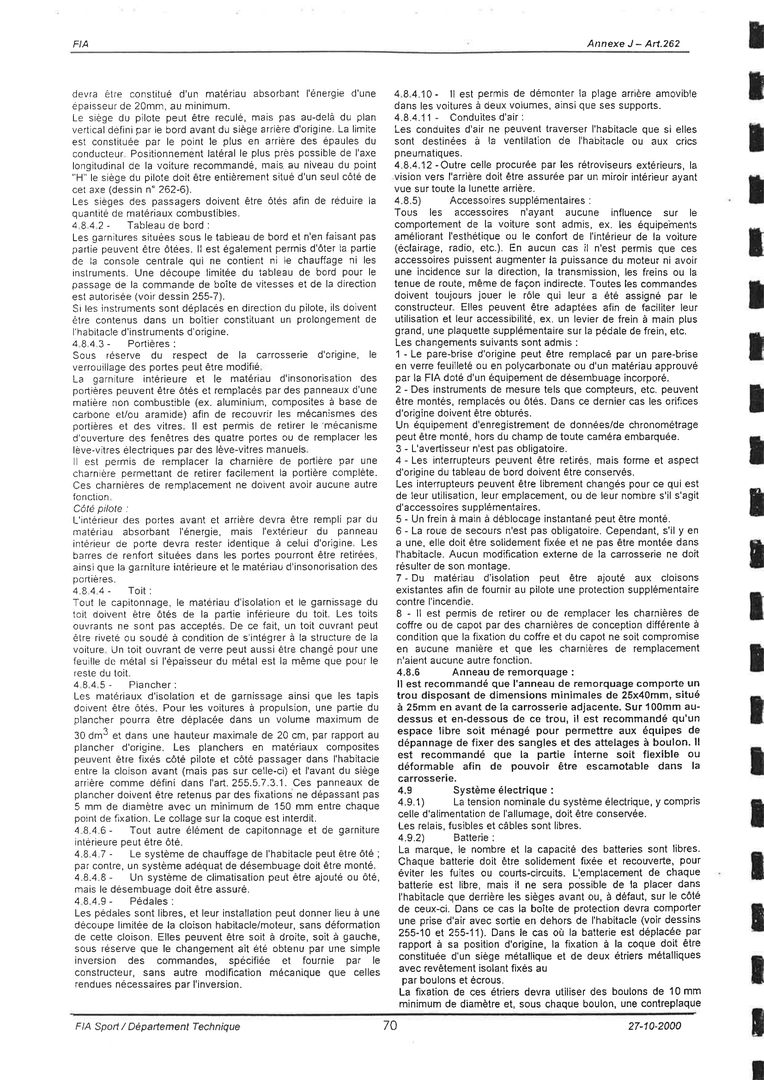 FIA
Annexe J – Art.262
devra être constitué d'un matériau absorbant l'énergie d'une
épaisseur de 20mm, au minimum.
Le siège du pilote peut être reculé, mais pas au-delà du plan
vertical défini par le bord avant du siège arrière d'origine. La limite
est constituée par le point le plus en arrière des épaules du
conducteur. Positionnement latéral le plus près possible de l'axe
longitudinal de la voiture recommandé, mais au niveau du point
"H" le siège du pilote doit être entièrement situé d'un seul côté de
cet axe (dessin n° 262-6).
Les sièges des passagers doivent être ôtés afin de réduire la
quantité de matériaux combustibles.
4.8.4.2 - Tableau de bord :
Les garnitures situées sous le tableau de bord et n'en faisant pas
partie peuvent être ôtées. Il est également permis d'ôter la partie
de la console centrale qui ne contient ni le chauffage ni les
instruments. Une découpe limitée du tableau de bord pour le
passage de la commande de boîte de vitesses et de la direction
est autorisée (voir dessin 255-7).
Si les instruments sont déplacés en direction du pilote, ils doivent
être contenus dans un boîtier constituant un prolongement de
l'habitacle d'instruments d'origine.
4.8.4.3 - Portières :
Sous réserve du respect de la carrosserie d'origine, le
verrouillage des portes peut être modifié.
La garniture intérieure et le matériau d'insonorisation des
portières peuvent être ôtés et remplacés par des panneaux d'une
matière non combustible (ex. aluminium, composites à base de
carbone et/ou aramide) afin de recouvrir les mécanismes des
portières et des vitres. Il est permis de retirer le mécanisme
d'ouverture des fenêtres des quatre portes ou de remplacer les
lève-vitres électriques par des lève-vitres manuels.
Il est permis de remplacer la charnière de portière par une
charnière permettant de retirer facilement la portière complète.
Ces charnières de remplacement ne doivent avoir aucune autre
fonction.
Côté pilote :
L'intérieur des portes avant et arrière devra être rempli par du
matériau absorbant l'énergie, mais l'extérieur du panneau
intérieur de porte devra rester identique à celui d'origine. Les
barres de renfort situées dans les portes pourront être retirées,
ainsi que la garniture intérieure et le matériau d'insonorisation des
portières.
4.8.4.4 - Toit :
Tout le capitonnage, le matériau d'isolation et le garnissage du
toit doivent être ôtés de la partie inférieure du toit. Les toits
ouvrants ne sont pas acceptés. De ce fait, un toit ouvrant peut
être riveté ou soudé à condition de s'intégrer à la structure de la
voiture. Un toit ouvrant de verre peut aussi être changé pour une
feuille de métal si l'épaisseur du métal est la même que pour le
reste du toit.
4.8.4.5 - Plancher :
Les matériaux d'isolation et de garnissage ainsi que les tapis
doivent être ôtés. Pour les voitures à propulsion, une partie du
plancher pourra être déplacée dans un volume maximum de
30 dm³ et dans une hauteur maximale de 20 cm, par rapport au
plancher d'origine. Les planchers en matériaux composites
peuvent être fixés côté pilote et côté passager dans l'habitacle
entre la cloison avant (mais pas sur celle-ci) et l'avant du siège
arrière comme défini dans l'art. 255.5.7.3.1. Ces panneaux de
plancher doivent être retenus par des fixations ne dépassant pas
5 mm de diamètre avec un minimum de 150 mm entre chaque
point de fixation. Le collage sur la coque est interdit.
4.8.4.6 - Tout autre élément de capitonnage et de garniture
intérieure peut être ôté.
4.8.4.7 - Le système de chauffage de l'habitacle peut être ôté ;
par contre, un système adéquat de désembuage doit être monté.
4.8.4.8 - Un système de climatisation peut être ajouté ou ôté,
mais le désembuage doit être assuré.
4.8.4.9 - Pédales :
Les pédales sont libres, et leur installation peut donner lieu à une
découpe limitée de la cloison habitacle/moteur, sans déformation
de cette cloison. Elles peuvent être soit à droite, soit à gauche,
sous réserve que le changement ait été obtenu par une simple
inversion des commandes, spécifiée et fournie par le
constructeur, sans autre modification mécanique que celles
rendues nécessaires par l'inversion.
4.8.4.10 - Il est permis de démonter la plage arrière amovible
dans les voitures à deux volumes, ainsi que ses supports.
4.8.4.11 - Conduites d'air :
Les conduites d'air ne peuvent traverser l'habitacle que si elles
sont destinées à la ventilation de l'habitacle ou aux crics
pneumatiques.
4.8.4.12 - Outre celle procurée par les rétroviseurs extérieurs, la
vision vers l'arrière doit être assurée par un miroir intérieur ayant
vue sur toute la lunette arrière.
4.8.5) Accessoires supplémentaires :
Tous les accessoires n'ayant aucune influence sur le
comportement de la voiture sont admis, ex. les équipements
améliorant l'esthétique ou le confort de l'intérieur de la voiture
(éclairage, radio, etc.). En aucun cas il n'est permis que ces
accessoires puissent augmenter la puissance du moteur ni avoir
une incidence sur la direction, la transmission, les freins ou la
tenue de route, même de façon indirecte. Toutes les commandes
doivent toujours jouer le rôle qui leur a été assigné par le
constructeur. Elles peuvent être adaptées afin de faciliter leur
utilisation et leur accessibilité, ex. un levier de frein à main plus
grand, une plaquette supplémentaire sur la pédale de frein, etc.
Les changements suivants sont admis :
1 - Le pare-brise d'origine peut être remplacé par un pare-brise
en verre feuilleté ou en polycarbonate ou d'un matériau approuvé
par la FIA doté d'un équipement de désembuage incorporé.
2 - Des instruments de mesure tels que compteurs, etc. peuvent
être montés, remplacés ou ôtés. Dans ce dernier cas les orifices
d'origine doivent être obturés.
Un équipement d'enregistrement de données/de chronométrage
peut être monté, hors du champ de toute caméra embarquée.
3 - L'avertisseur n'est pas obligatoire.
4 - Les interrupteurs peuvent être retirés, mais forme et aspect
d'origine du tableau de bord doivent être conservés.
Les interrupteurs peuvent être librement changés pour ce qui est
de leur utilisation, leur emplacement, ou de leur nombre s'il s'agit
d'accessoires supplémentaires.
5 - Un frein à main à déblocage instantané peut être monté.
6 - La roue de secours n'est pas obligatoire. Cependant, s'il y en
a une, elle doit être solidement fixée et ne pas être montée dans
l'habitacle. Aucun modification externe de la carrosserie ne doit
résulter de son montage.
7 - Du matériau d'isolation peut être ajouté aux cloisons
existantes afin de fournir au pilote une protection supplémentaire
contre l'incendie.
8 - Il est permis de retirer ou de remplacer les charnières de
coffre ou de capot par des charnières de conception différente à
condition que la fixation du coffre et du capot ne soit compromise
en aucune manière et que les charnières de remplacement
n'aient aucune autre fonction.
4.8.6 Anneau de remorquage :
Il est recommandé que l'anneau de remorquage comporte un
trou disposant de dimensions minimales de 25x40mm, situé
à 25mm en avant de la carrosserie adjacente. Sur 100mm au-
dessus et en-dessous de ce trou, il est recommandé qu'un
espace libre soit ménagé pour permettre aux équipes de
dépannage de fixer des sangles et des attelages à boulon. Il
est recommandé que la partie interne soit flexible ou
déformable afin de pouvoir être escamotable dans la
carrosserie.
4.9 Système électrique :
4.9.1) La tension nominale du système électrique, y compris
celle d'alimentation de l'allumage, doit être conservée.
Les relais, fusibles et câbles sont libres.
4.9.2) Batterie :
La marque, le nombre et la capacité des batteries sont libres.
Chaque batterie doit être solidement fixée et recouverte, pour
éviter les fuites ou courts-circuits. L'emplacement de chaque
batterie est libre, mais il ne sera possible de la placer dans
l'habitacle que derrière les sièges avant ou, à défaut, sur le côté
de ceux-ci. Dans ce cas la boîte de protection devra comporter
une prise d'air avec sortie en dehors de l'habitacle (voir dessins
255-10 et 255-11). Dans le cas où la batterie est déplacée par
rapport à sa position d'origine, la fixation à la coque doit être
constituée d'un siège métallique et de deux étriers métalliques
avec revêtement isolant fixés au
par boulons et écrous.
La fixation de ces étriers devra utiliser des boulons de 10 mm
minimum de diamètre et, sous chaque boulon, une contreplaque
FIA Sport / Département Technique
70
27-10-2000